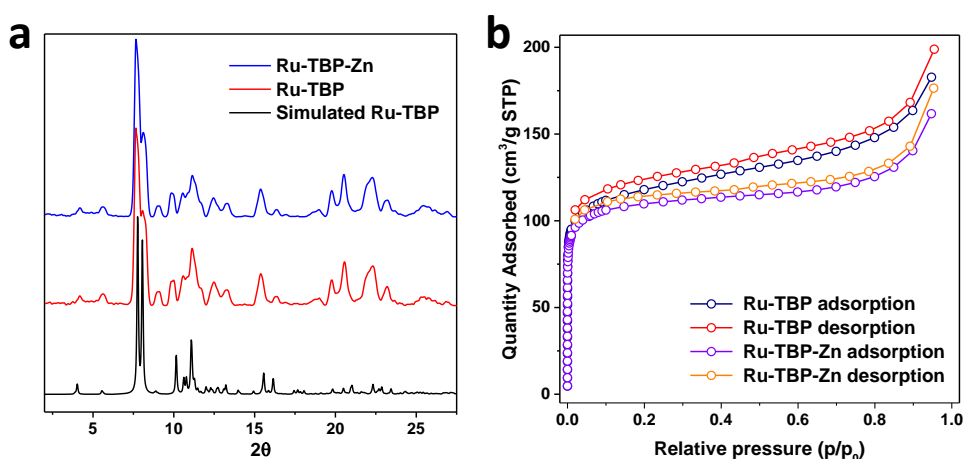 a
Ru-TBP-Zn
Ru-TBP
Simulated Ru-TBP
5 10 15 20 25
2θ
b
Quantity Adsorbed (cm³/g STP)
200
150
100
50
0
Ru-TBP adsorption
Ru-TBP desorption
Ru-TBP-Zn adsorption
Ru-TBP-Zn desorption
0.0 0.2 0.4 0.6 0.8 1.0
Relative pressure (p/p₀)